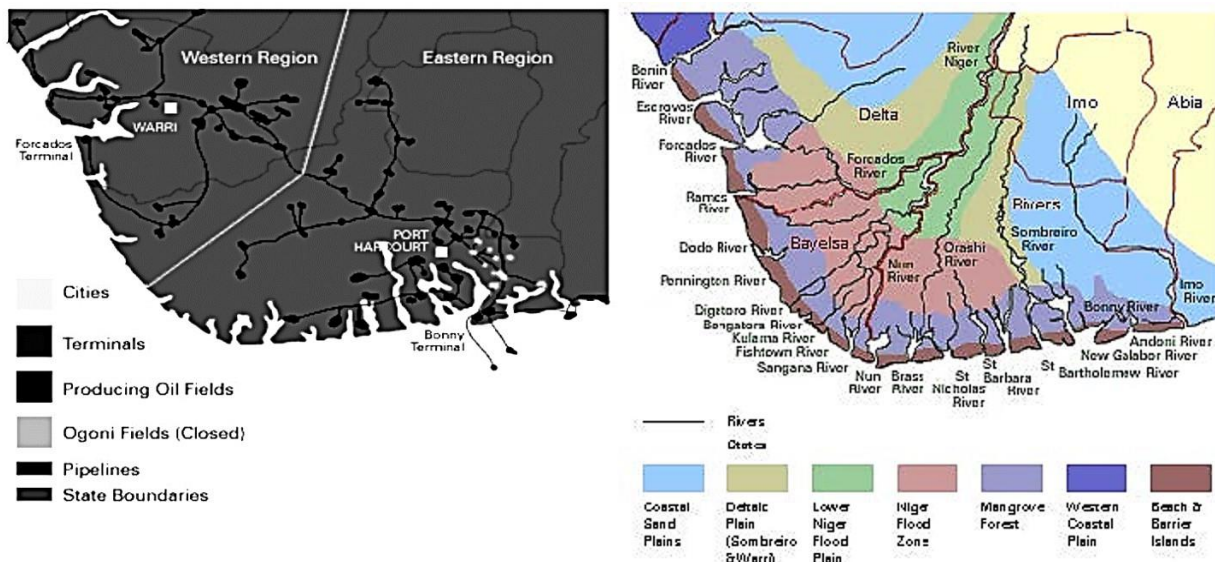 Western Region
Eastern Region
WARRI
Forcados
Terminal
PORT
HARCOURT
Bonny
Terminal
Cities
Terminals
Producing Oil Fields
Ogoni Fields (Closed)
Pipelines
State Boundaries
River
Niger
Benin
River
Escravos
River
Forcados
River
Delta
Imo
Abia
Forcados
River
Ramos
River
Rivers
Sombreiro
River
Dodo River
Bayelsa
Orashi
River
Nun
River
Pennington River
Imo
River
Digatoro River
Bengatoro River
Bonny River
Kulama River
Fishtown River
Sangana River
Andoni River
New Galabor River
St
Bartholomew River
Nun
River
Brass
River
St
Nicholas
River
St
Barbara
River
Rivers
States
Coastal
Sand
Plains
Deltaic
Plain
(Sombreiro
&Warri)
Lower
Niger
Flood
Plain
Niger
Flood
Zone
Mangrove
Forest
Western
Coastal
Plain
Beach &
Barrier
Islands